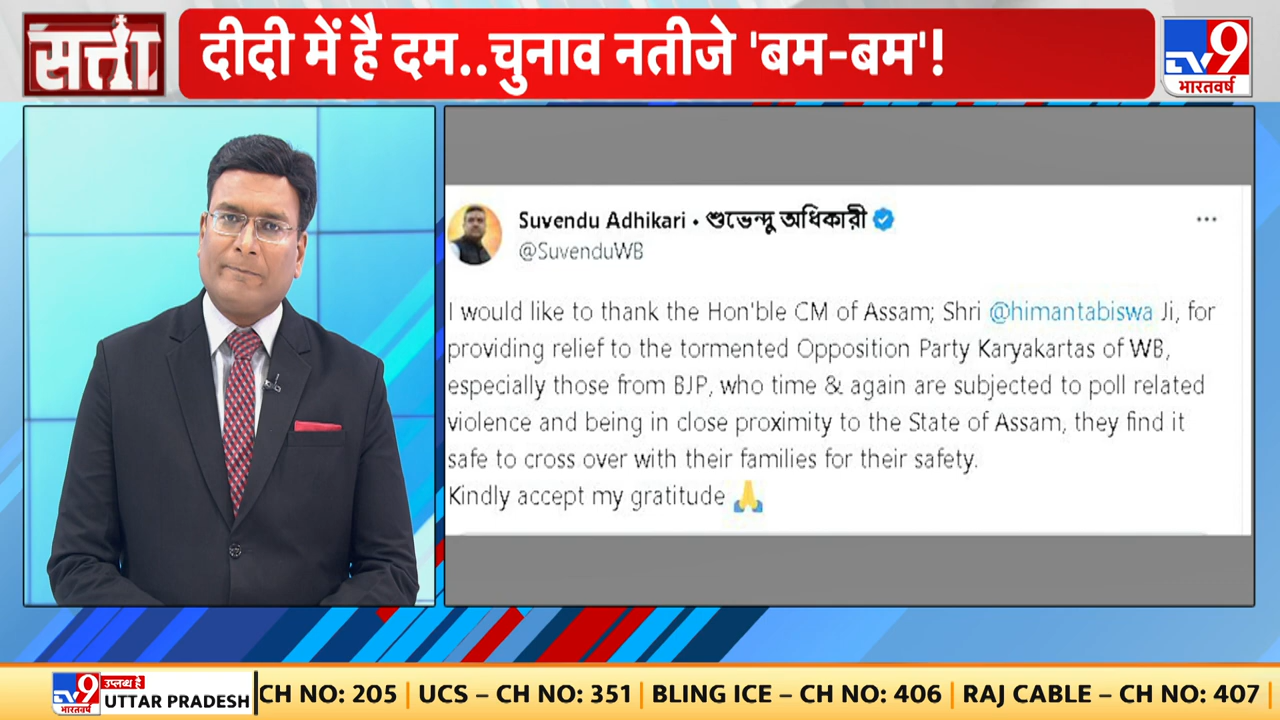 सत्ता
दीदी में है दम..चुनाव नतीजे 'बम-बम'!
TV9
भारतवर्ष
Suvendu Adhikari • শুভেন্দু অধিকারী
@SuvenduWB
I would like to thank the Hon'ble CM of Assam; Shri @himantabiswa Ji, for
providing relief to the tormented Opposition Party Karyakartas of WB,
especially those from BJP, who time & again are subjected to poll related
violence and being in close proximity to the State of Assam, they find it
safe to cross over with their families for their safety.
Kindly accept my gratitude 🙏
TV9
भारतवर्ष
उपलब्ध है
UTTAR PRADESH
CH NO: 205 | UCS – CH NO: 351 | BLING ICE – CH NO: 406 | RAJ CABLE – CH NO: 407 |